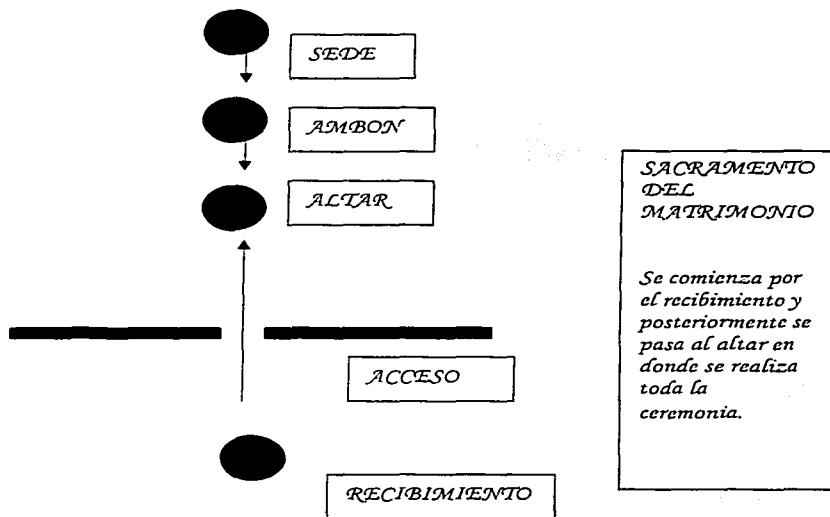 SEDE
AMBON
ALTAR
ACCESO
RECIBIMIENTO
SACRAMENTO
DEL
MATRIMONIO
Se comienza por
el recibimiento y
posteriormente se
pasa al altar en
donde se realiza
toda la
ceremonia.